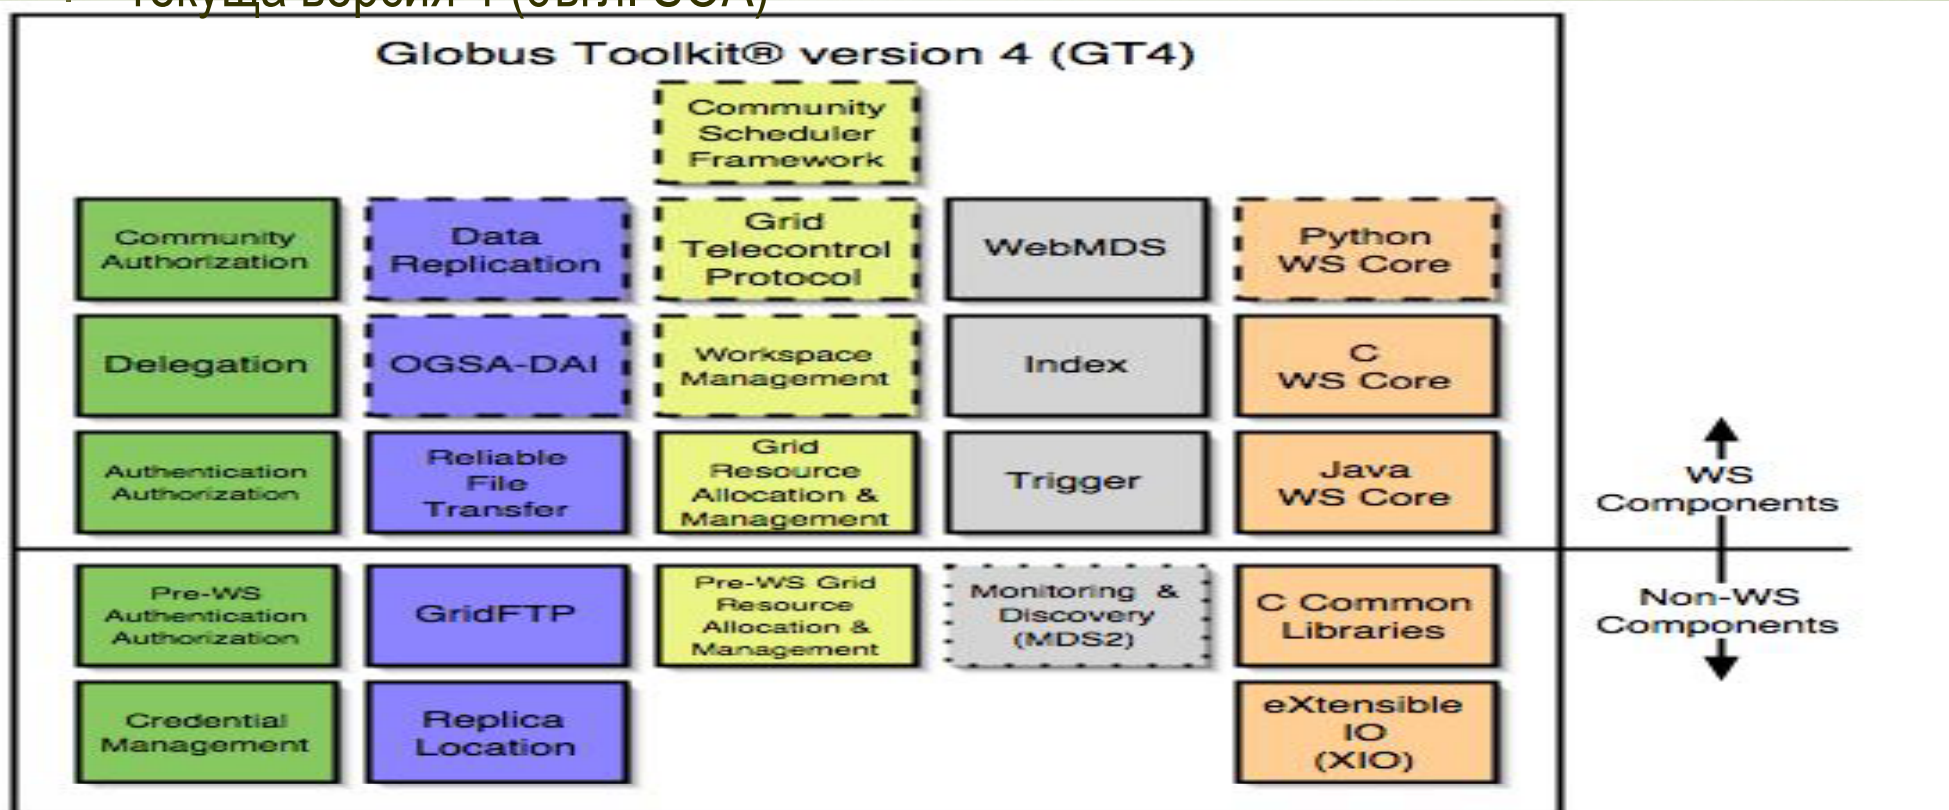 текуща версия 4
Globus Toolkit® version 4 (GT4)
Community
Scheduler
Framework
Community
Authorization
Data
Replication
Grid
Telecontrol
Protocol
WebMDS
Python
WS Core
Delegation
OGSA-DAI
Workspace
Management
Index
C
WS Core
Authentication
Authorization
Reliable
File
Transfer
Grid
Resource
Allocation &
Management
Trigger
Java
WS Core
WS
Components
Pre-WS
Authentication
Authorization
GridFTP
Pre-WS Grid
Resource
Allocation &
Management
Monitoring &
Discovery
(MDS2)
C Common
Libraries
Non-WS
Components
Credential
Management
Replica
Location
eXtensible
IO
(XIO)